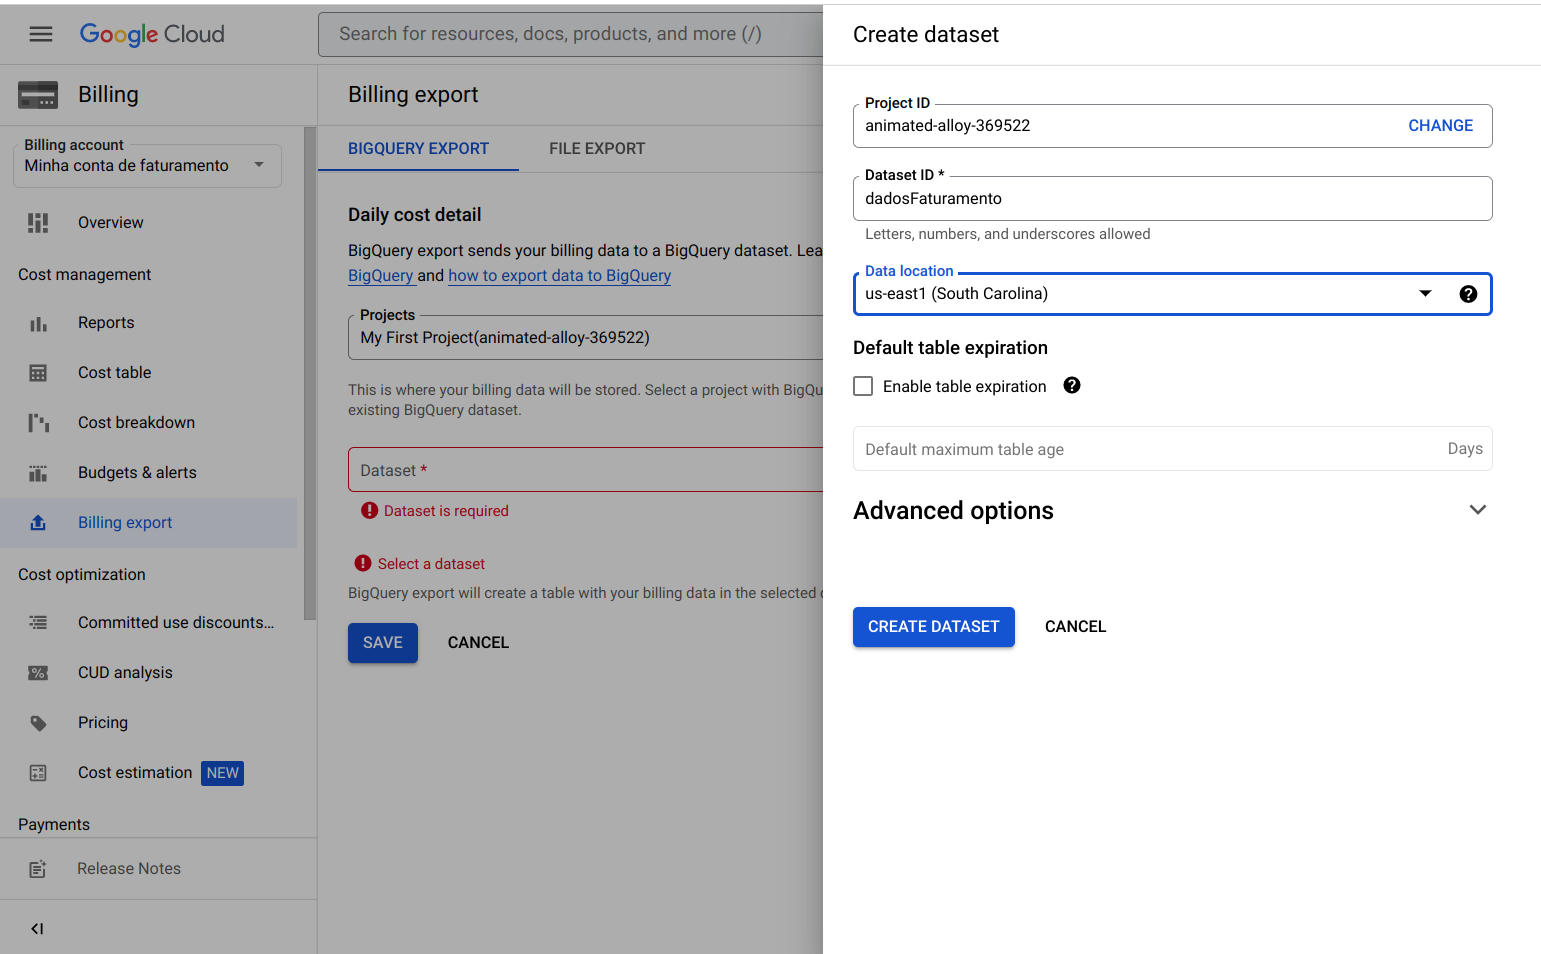 Google Cloud
Search for resources, docs, products, and more (/)
Billing
Billing account
Minha conta de faturamento
Overview
Cost management
Reports
Cost table
Cost breakdown
Budgets & alerts
Billing export
Cost optimization
Committed use discounts...
CUD analysis
Pricing
Cost estimation NEW
Payments
Release Notes
Billing export
BIGQUERY EXPORT
FILE EXPORT
Daily cost detail
BigQuery export sends your billing data to a BigQuery dataset. Lea
BigQuery and how to export data to BigQuery
Projects
My First Project(animated-alloy-369522)
This is where your billing data will be stored. Select a project with BigQu
existing BigQuery dataset.
Dataset *
Dataset is required
Select a dataset
BigQuery export will create a table with your billing data in the selected
SAVE
CANCEL
Create dataset
Project ID
animated-alloy-369522
CHANGE
Dataset ID *
dadosFaturamento
Letters, numbers, and underscores allowed
Data location
us-east1 (South Carolina)
Default table expiration
Enable table expiration
Default maximum table age
Days
Advanced options
CREATE DATASET
CANCEL